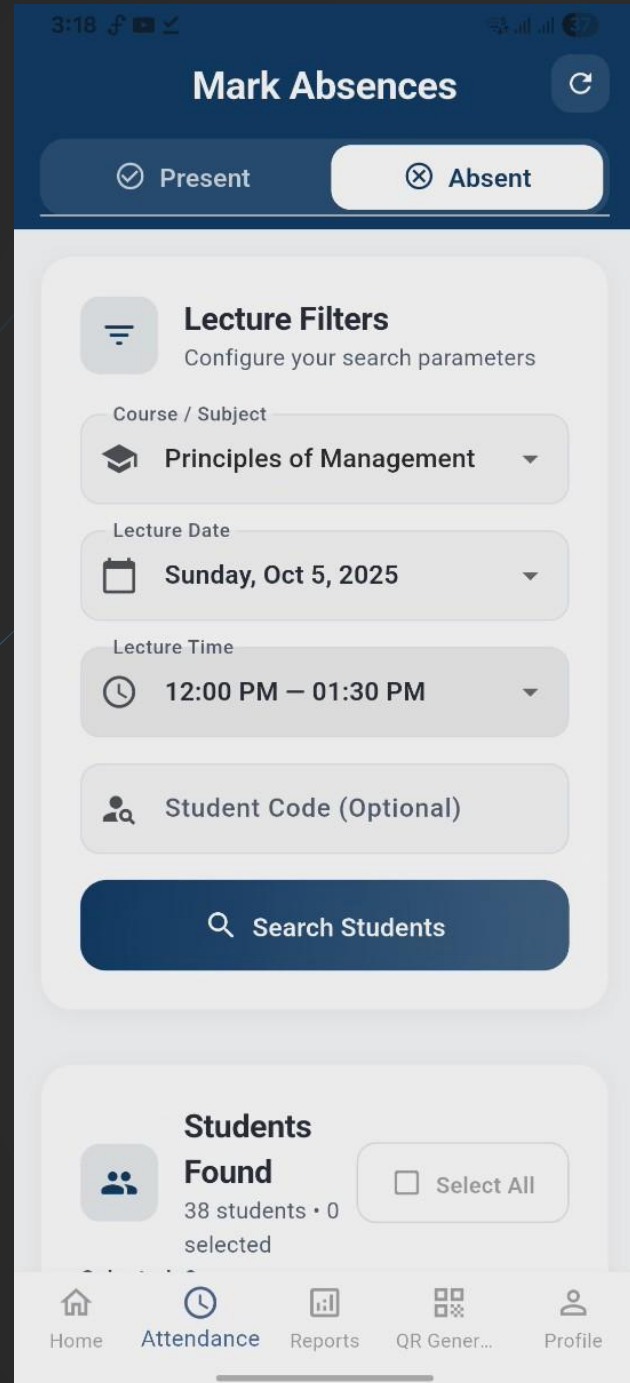 3:18
37
Mark Absences
Present
Absent
Lecture Filters
Configure your search parameters
Course / Subject
Principles of Management
Lecture Date
Sunday, Oct 5, 2025
Lecture Time
12:00 PM — 01:30 PM
Student Code (Optional)
Search Students
Students
Found
38 students • 0
selected
Select All
Home
Attendance
Reports
QR Gener...
Profile